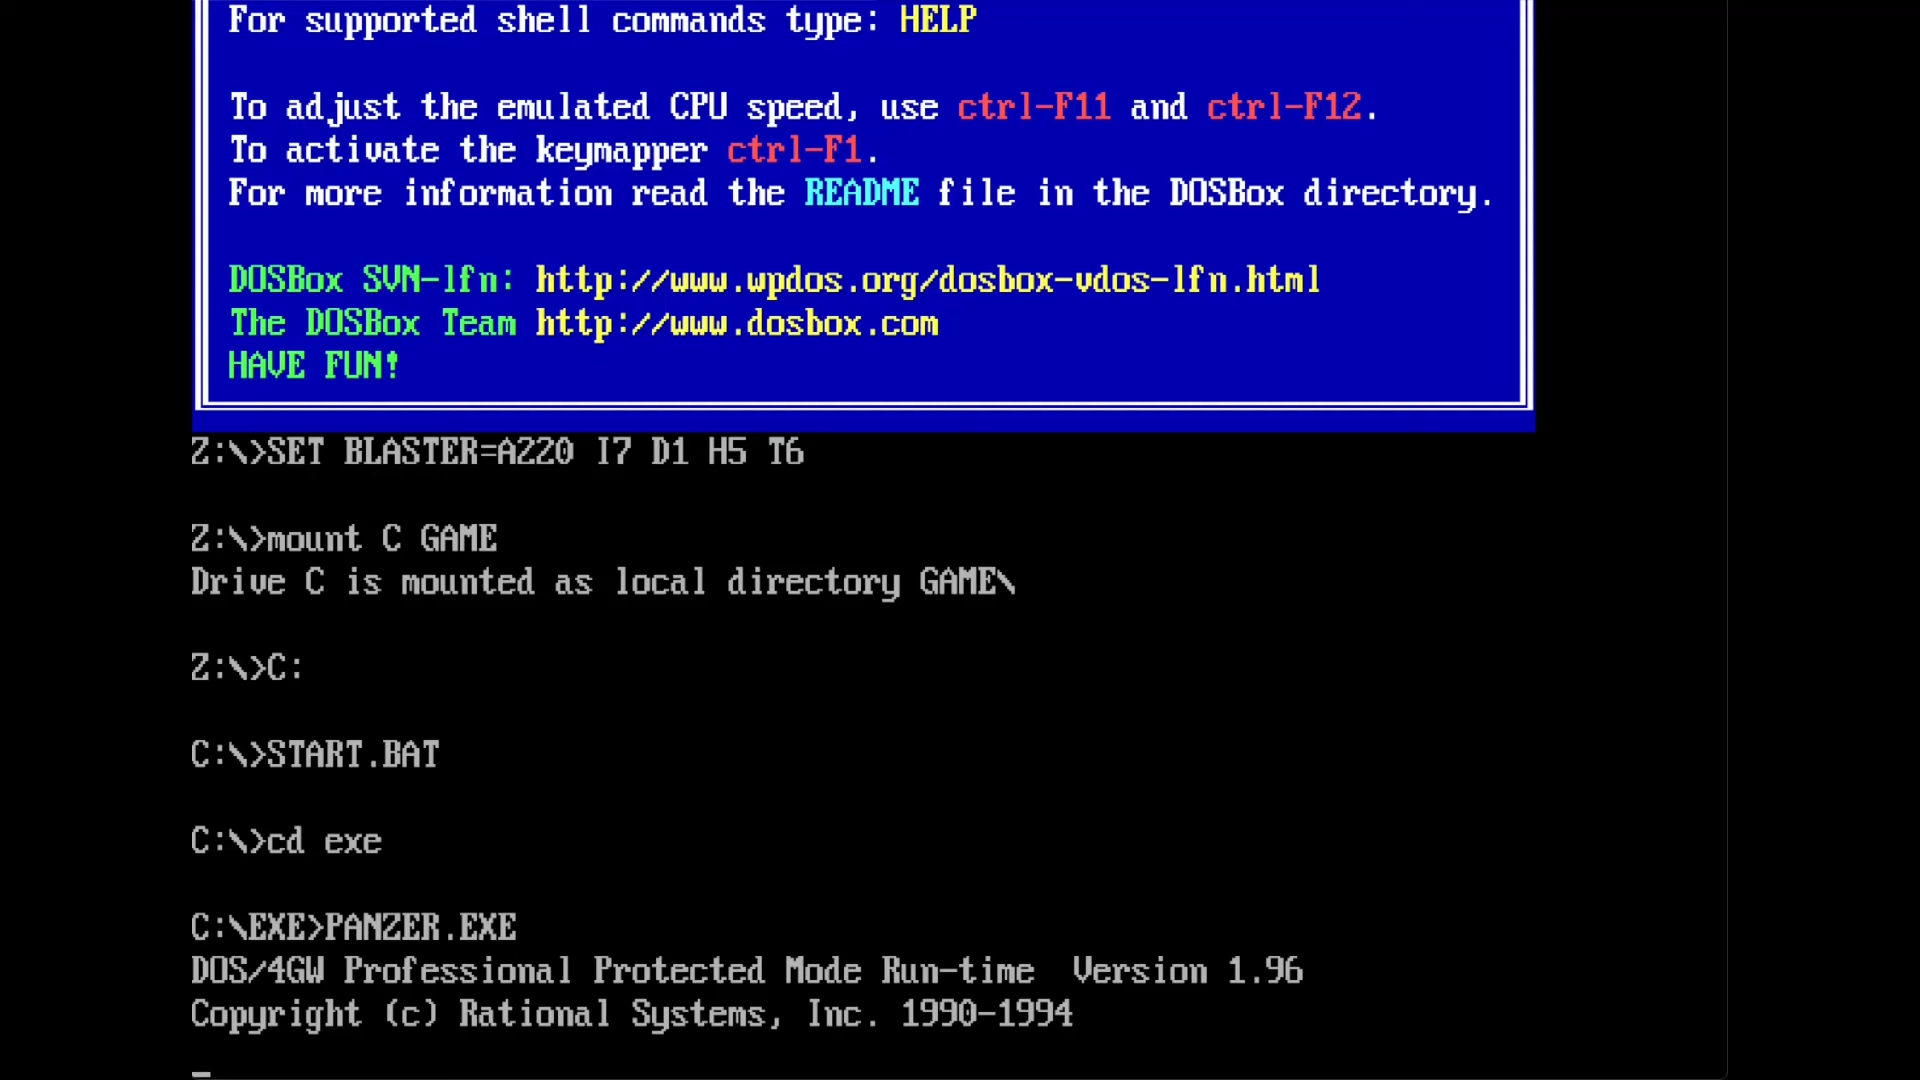 For supported shell commands type: HELP
To adjust the emulated CPU speed, use ctrl-F11 and ctrl-F12.
To activate the keymapper ctrl-F1.
For more information read the README file in the DOSBox directory.
DOSBox SVN-lfn: http://www.wpdos.org/dosbox-vdos-lfn.html
The DOSBox Team http://www.dosbox.com
HAVE FUN!
Z:\>SET BLASTER=A220 I7 D1 H5 T6
Z:\>mount C GAME
Drive C is mounted as local directory GAME\
Z:\>C:
C:\>START.BAT
C:\>cd exe
C:\EXE>PANZER.EXE
DOS/4GW Professional Protected Mode Run-time  Version 1.96
Copyright (c) Rational Systems, Inc. 1990-1994